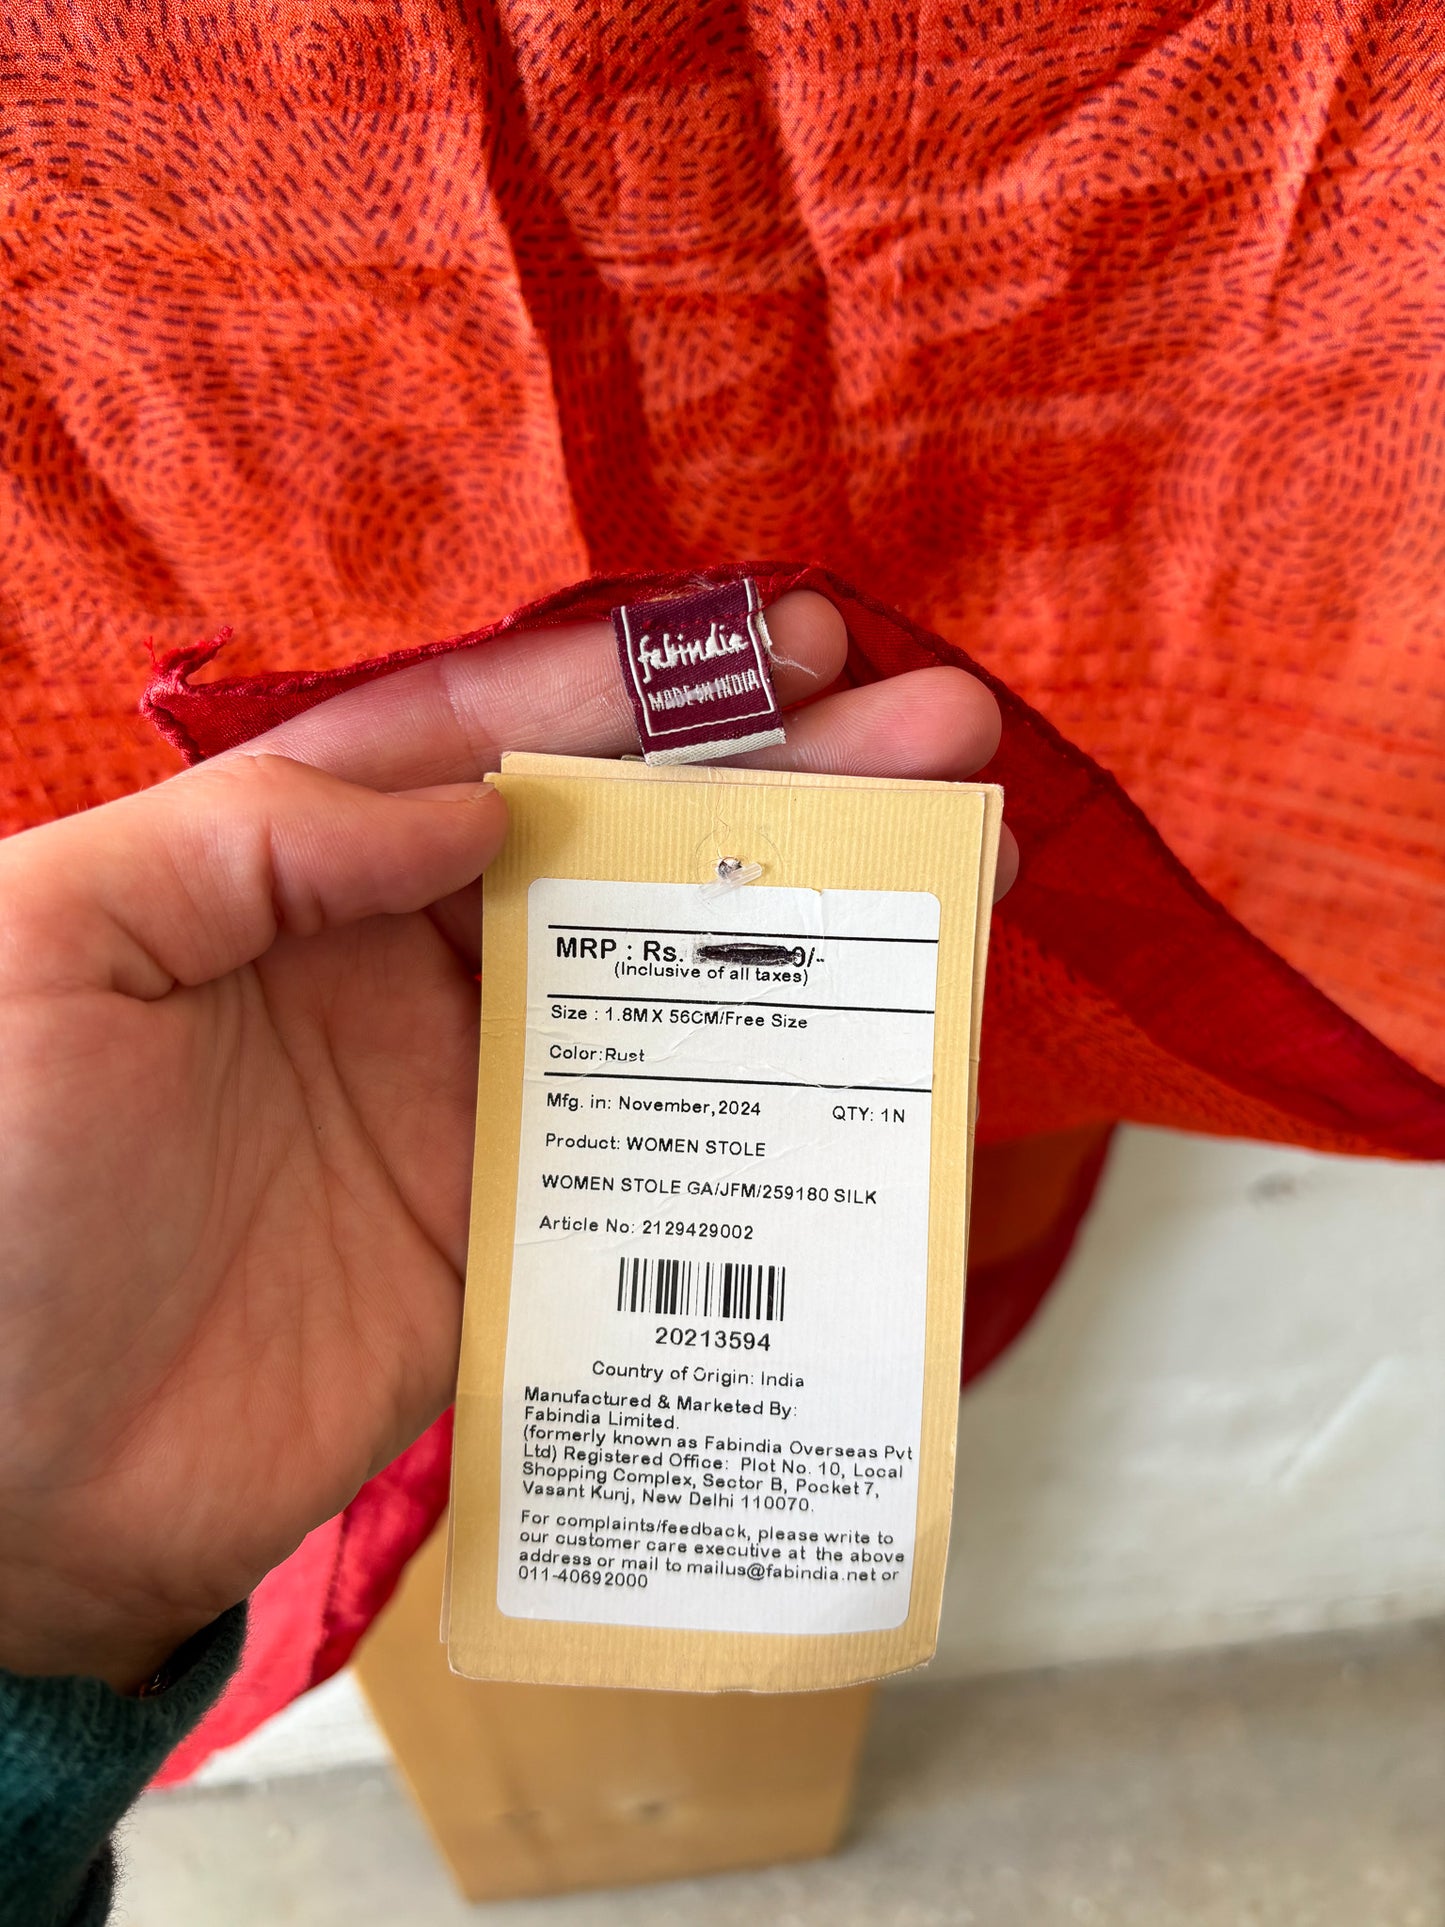 fabindia
MADE IN INDIA
MRP : Rs. 0/-
(Inclusive of all taxes)
Size : 1.8M X 56CM/Free Size
Color:Rust
Mfg. in: November,2024 QTY: 1N
Product: WOMEN STOLE
WOMEN STOLE GA/JFM/259180 SILK
Article No: 2129429002
20213594
Country of Origin: India
Manufactured & Marketed By:
Fabindia Limited.
(formerly known as Fabindia Overseas Pvt
Ltd) Registered Office: Plot No. 10, Local
Shopping Complex, Sector B, Pocket 7,
Vasant Kunj, New Delhi 110070.
For complaints/feedback, please write to
our customer care executive at the above
address or mail to mailus@fabindia.net or
011-40692000